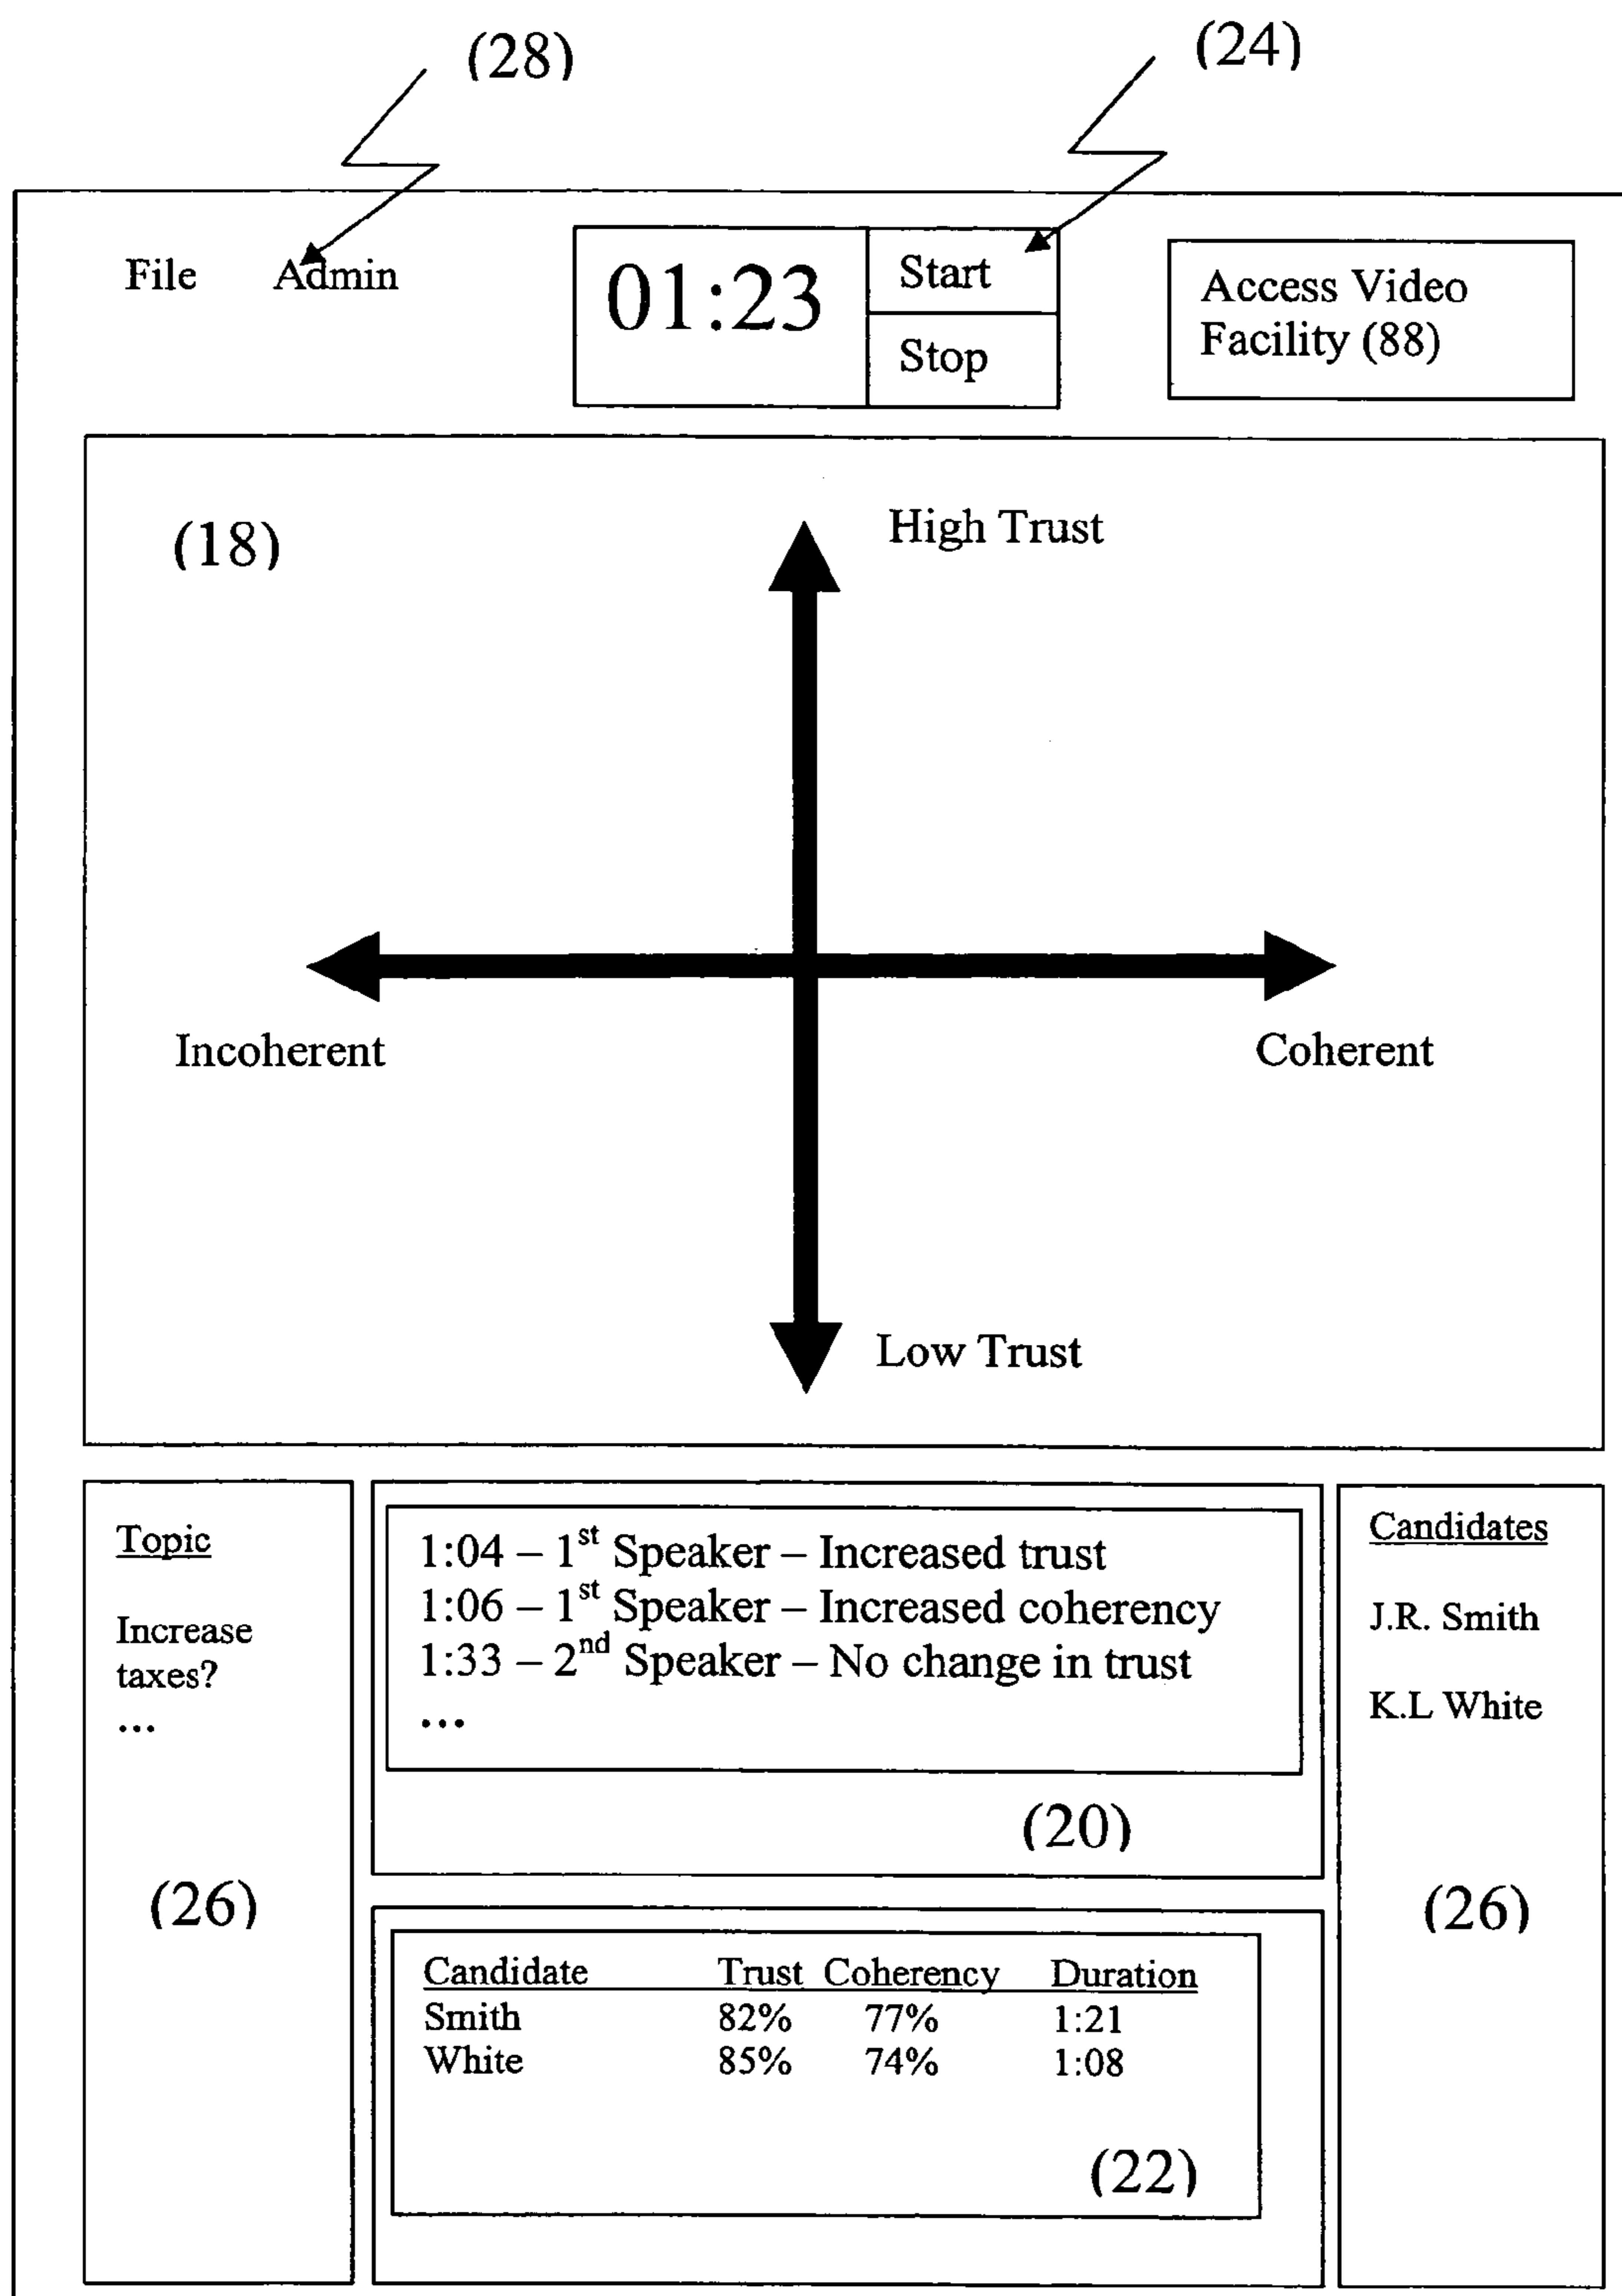 (28)
(24)
File Admin
01:23
Start
Stop
Access Video
Facility (88)
(18)
High Trust
Incoherent
Coherent
Low Trust
Topic
Increase
taxes?
...
(26)
1:04 – 1st Speaker – Increased trust
1:06 – 1st Speaker – Increased coherency
1:33 – 2nd Speaker – No change in trust
...
(20)
Candidate Trust Coherency Duration
Smith 82% 77% 1:21
White 85% 74% 1:08
(22)
Candidates
J.R. Smith
K.L White
(26)